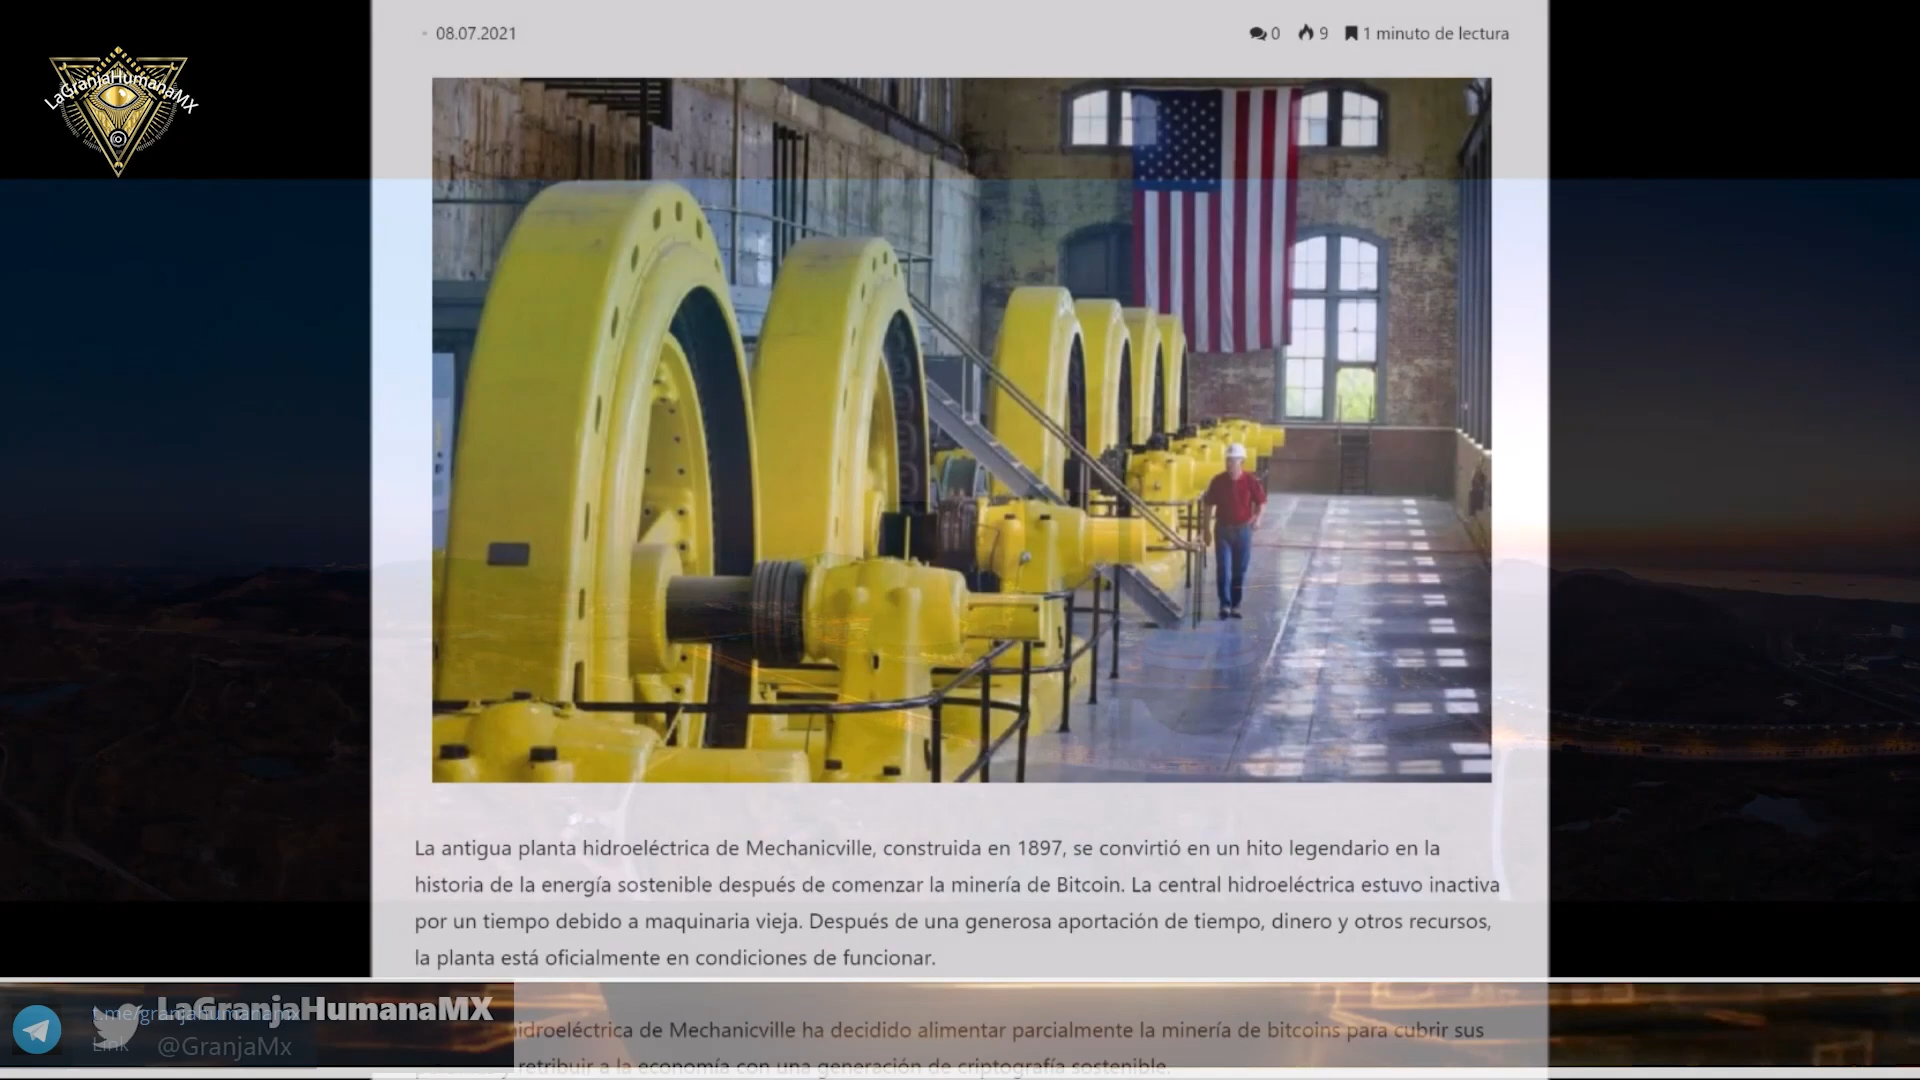 08.07.2021
0 9 1 minuto de lectura
LaGranjaHumanaMX
La antigua planta hidroeléctrica de Mechanicville, construida en 1897, se convirtió en un hito legendario en la
historia de la energía sostenible después de comenzar la minería de Bitcoin. La central hidroeléctrica estuvo inactiva
por un tiempo debido a maquinaria vieja. Después de una generosa aportación de tiempo, dinero y otros recursos,
la planta está oficialmente en condiciones de funcionar.
idroeléctrica de Mechanicville ha decidido alimentar parcialmente la minería de bitcoins para cubrir sus
retribuir a la economía con una generación de criptografía sostenible.
LaGranjaHumanaMX
t.me/granjahumanamx
Link
@GranjaMx